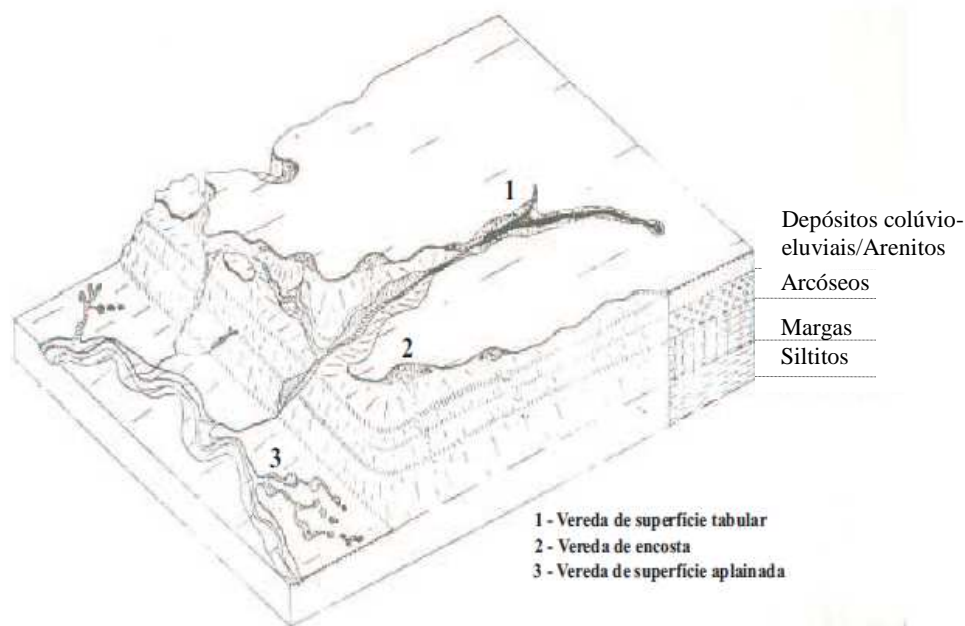 1
Depósitos colúvio-
eluviais/Arenitos
Arcóseos
Margas
2
Siltitos
3
1 - Vereda de superfície tabular
2 - Vereda de encosta
3 - Vereda de superfície aplainada